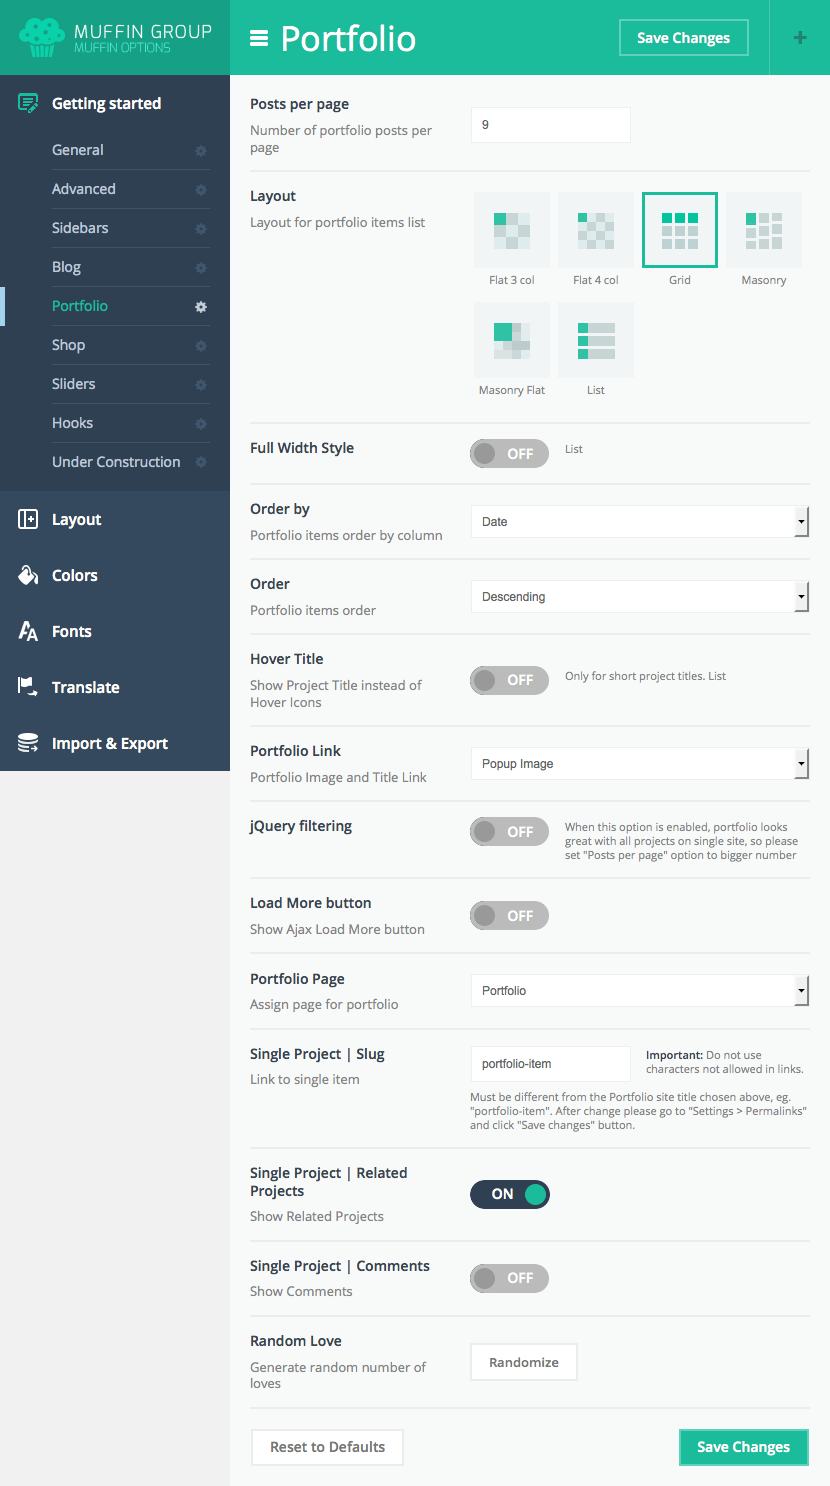 MUFFIN GROUP
MUFFIN OPTIONS
Portfolio
Save Changes
+
Getting started
General
Advanced
Sidebars
Blog
Portfolio
Shop
Sliders
Hooks
Under Construction
Layout
Colors
Fonts
Translate
Import & Export
Posts per page
Number of portfolio posts per
page
9
Layout
Layout for portfolio items list
Flat 3 col
Flat 4 col
Grid
Masonry
Masonry Flat
List
Full Width Style
OFF
List
Order by
Portfolio items order by column
Date
Order
Portfolio items order
Descending
Hover Title
Show Project Title instead of
Hover Icons
OFF
Only for short project titles. List
Portfolio Link
Portfolio Image and Title Link
Popup Image
jQuery filtering
OFF
When this option is enabled, portfolio looks
great with all projects on single site, so please
set "Posts per page" option to bigger number
Load More button
Show Ajax Load More button
OFF
Portfolio Page
Assign page for portfolio
Portfolio
Single Project | Slug
Link to single item
portfolio-item
Important: Do not use
characters not allowed in links.
Must be different from the Portfolio site title chosen above, eg.
"portfolio-item". After change please go to "Settings > Permalinks"
and click "Save changes" button.
Single Project | Related
Projects
Show Related Projects
ON
Single Project | Comments
Show Comments
OFF
Random Love
Generate random number of
loves
Randomize
Reset to Defaults
Save Changes